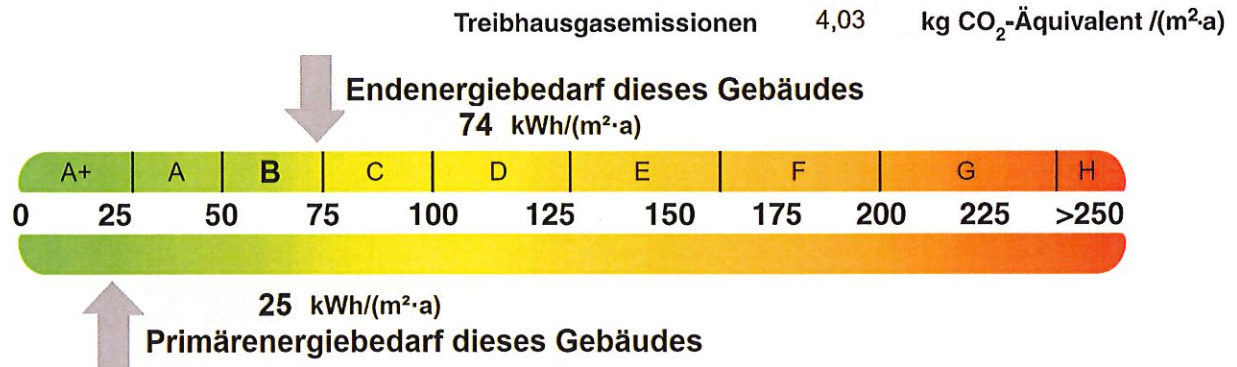 Treibhausgasemissionen 4,03 kg CO₂-Äquivalent /(m²·a)
Endenergiebedarf dieses Gebäudes
74 kWh/(m²·a)
A+ A B C D E F G H
0 25 50 75 100 125 150 175 200 225 >250
25 kWh/(m²·a)
Primärenergiebedarf dieses Gebäudes